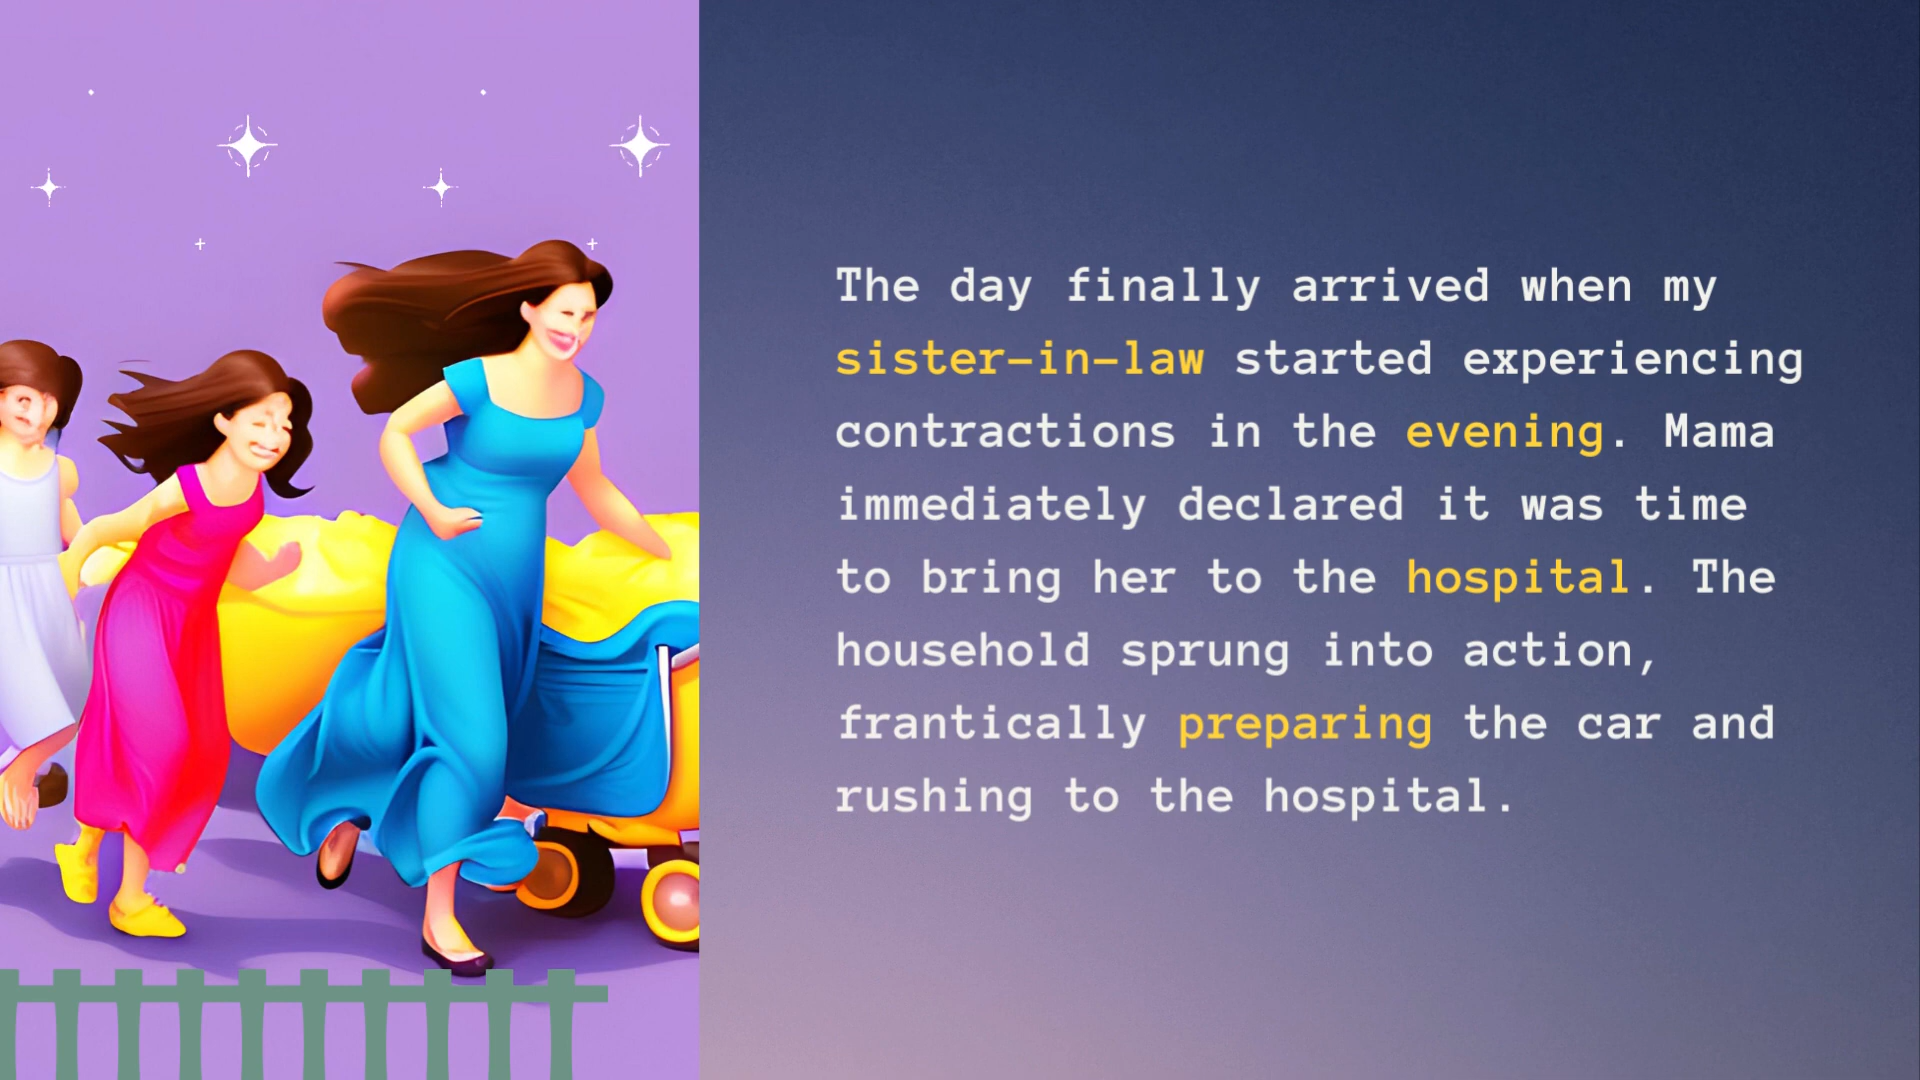 The day finally arrived when my
sister-in-law started experiencing
contractions in the evening. Mama
immediately declared it was time
to bring her to the hospital. The
household sprung into action,
frantically preparing the car and
rushing to the hospital.